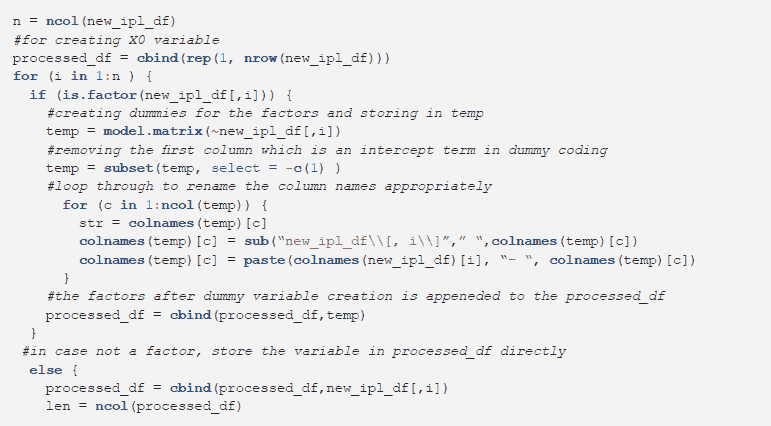 n = ncol(new_ipl_df)
#for creating X0 variable
processed_df = cbind(rep(1, nrow(new_ipl_df)))
for (i in 1:n ) {
if (is.factor(new_ipl_df[,i])) {
#creating dummies for the factors and storing in temp
temp = model.matrix(~new_ipl_df[,i])
#removing the first column which is an intercept term in dummy coding
temp = subset(temp, select = -c(1) )
#loop through to rename the column names appropriately
for (c in 1:ncol(temp)) {
str = colnames(temp)[c]
colnames(temp)[c] = sub(“new_ipl_df\\[, i\\]”,” “,colnames(temp)[c])
colnames(temp)[c] = paste(colnames(new_ipl_df)[i], “- “, colnames(temp)[c])
}
#the factors after dummy variable creation is appeneded to the processed_df
processed_df = cbind(processed_df,temp)
}
#in case not a factor, store the variable in processed_df directly
else {
processed_df = cbind(processed_df,new_ipl_df[,i])
len = ncol(processed_df)